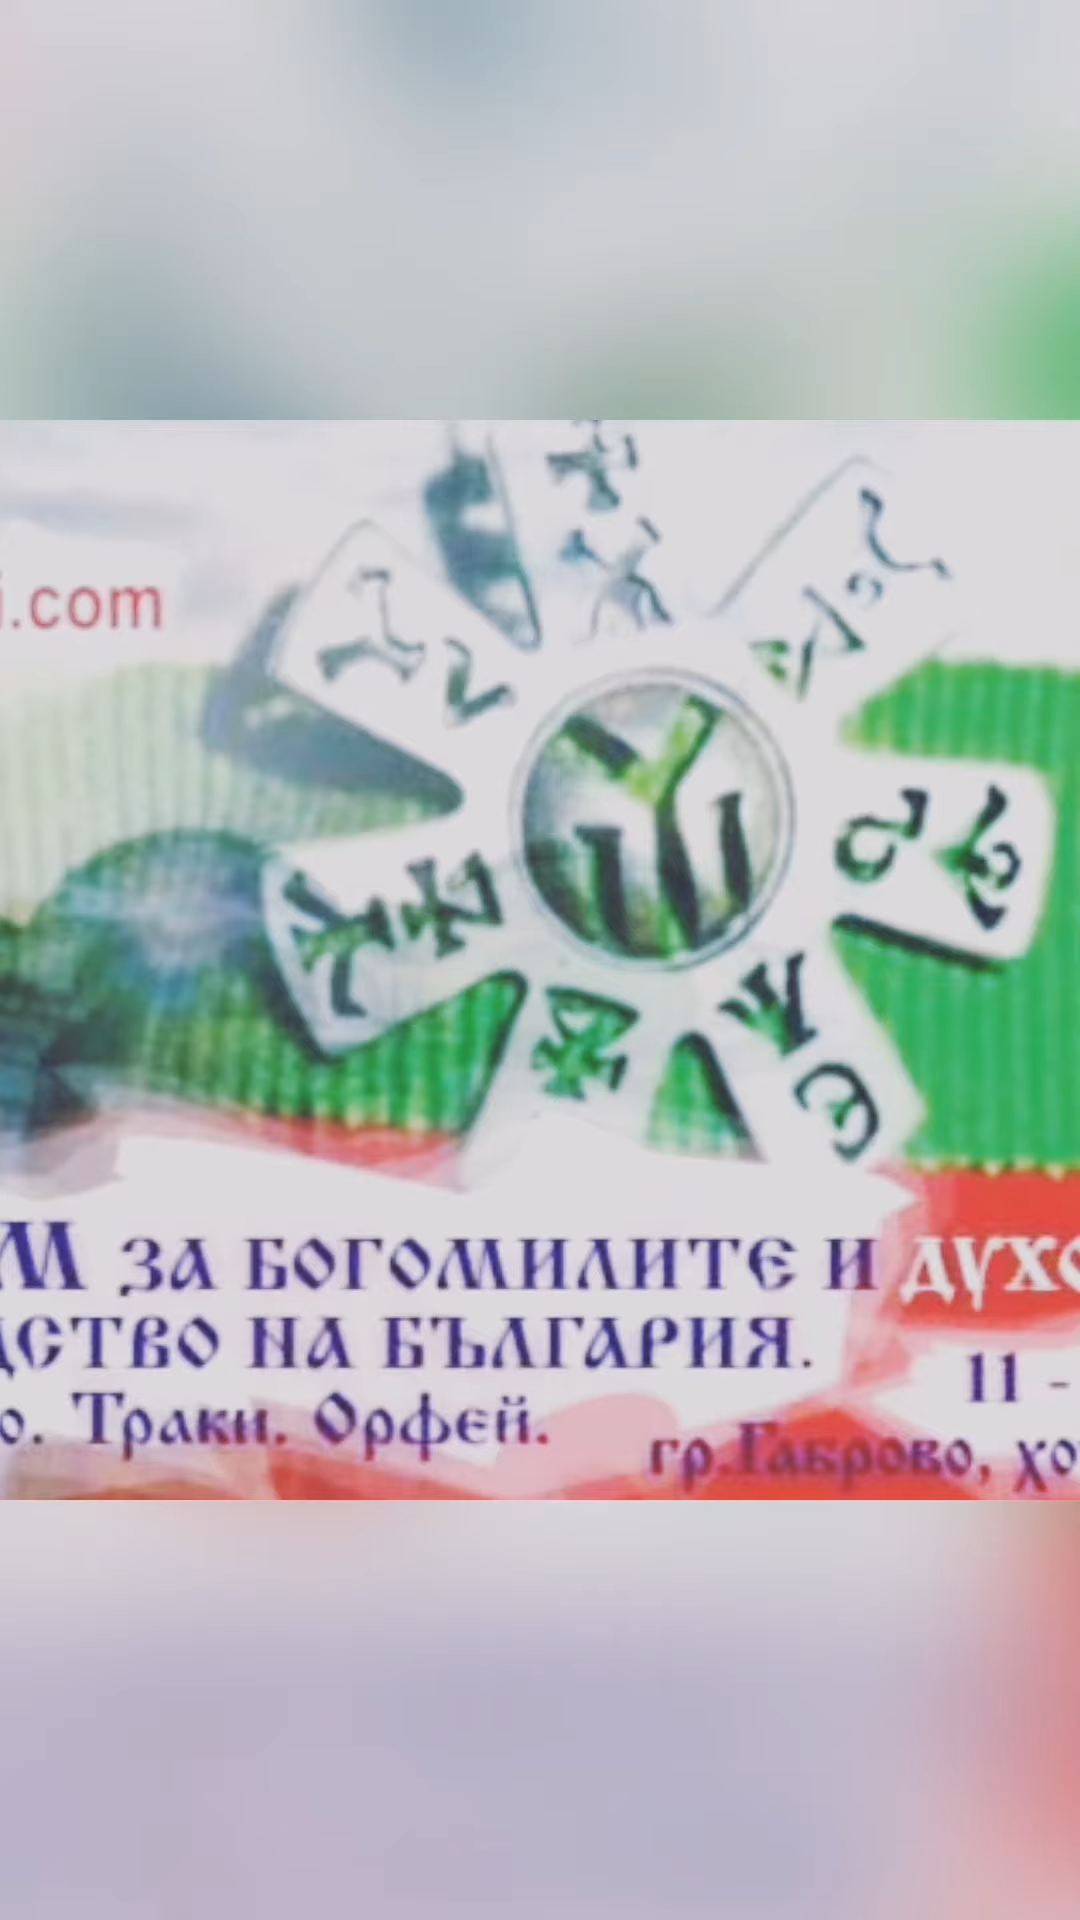 i.com
М ЗА БОГОМИЛИТЕ И ДУХО
ДСТВО НА БЪЛГАРИЯ.
о. Траки. Орфей.
11 -
гр.Габрово, хо